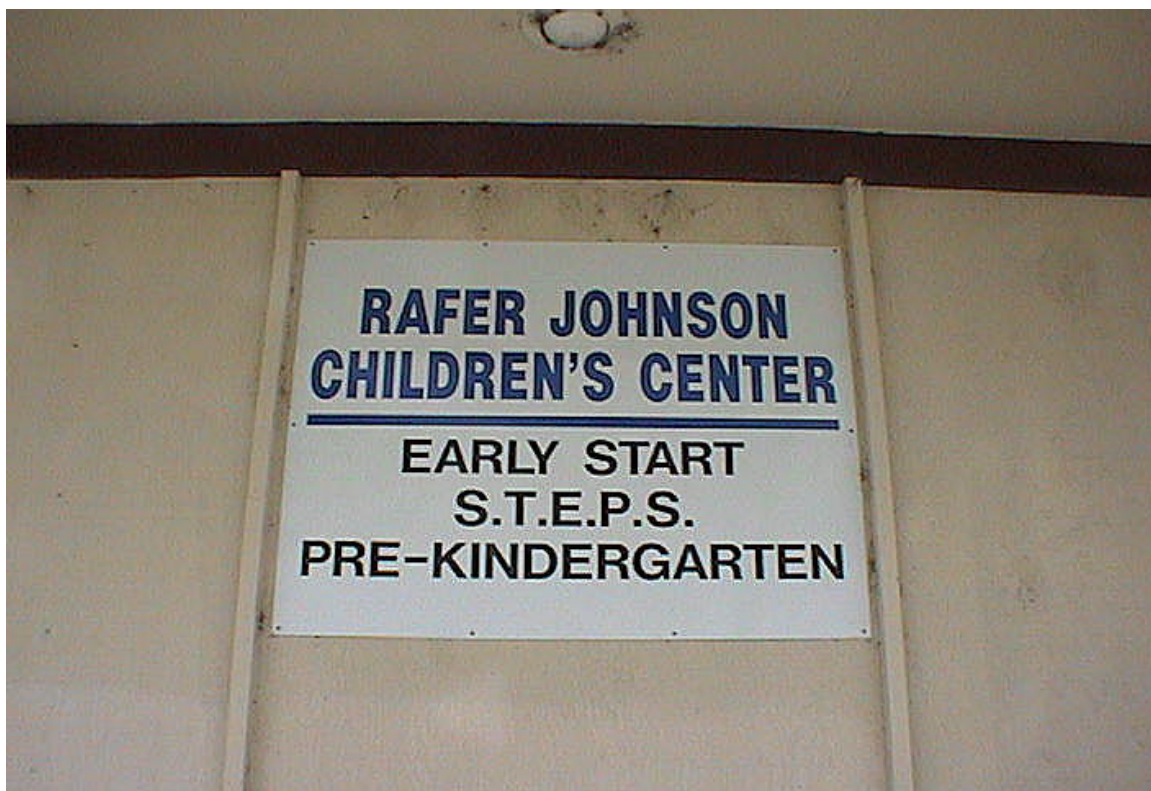 RAFER JOHNSON
CHILDREN'S CENTER
EARLY START
S.T.E.P.S.
PRE-KINDERGARTEN